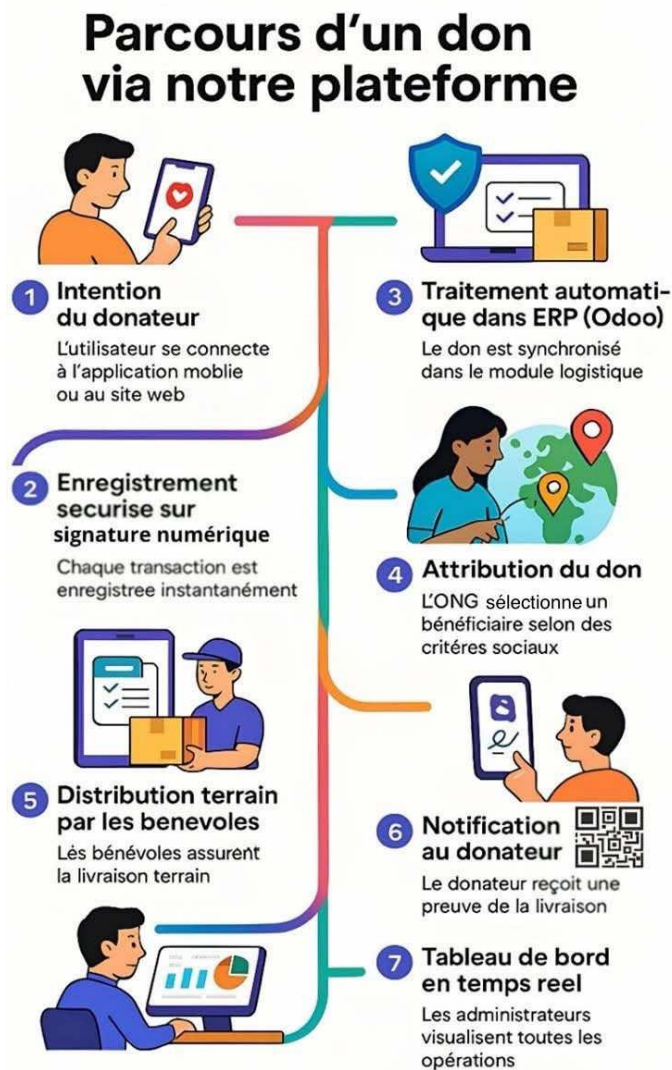 Parcours d'un don
via notre plateforme
1 Intention
du donateur
L'utilisateur se connecte
à l'application moblie
ou au site web
2 Enregistrement
securise sur
signature numérique
Chaque transaction est
enregistree instantanément
3 Traitement automati-
que dans ERP (Odoo)
Le don est synchronisé
dans le module logistique
4 Attribution du don
L'ONG sélectionne un
bénéficiaire selon des
critéres sociaux
5 Distribution terrain
par les benevoles
Lés bénévoles assurent
la livraison terrain
6 Notification
au donateur
Le donateur reçoit une
preuve de la livraison
7 Tableau de bord
en temps reel
Les administrateurs
visualisent toutes les
opérations